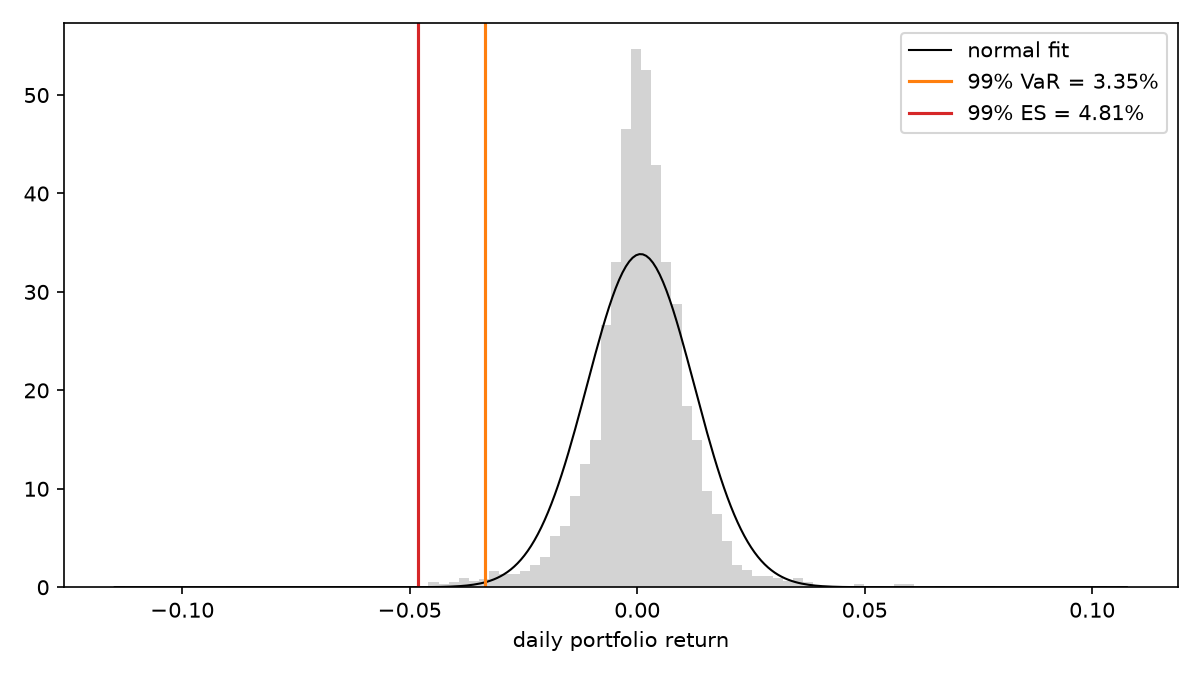 normal fit
99% VaR = 3.35%
99% ES = 4.81%
50
40
30
20
10
0
−0.10
−0.05
0.00
0.05
0.10
daily portfolio return